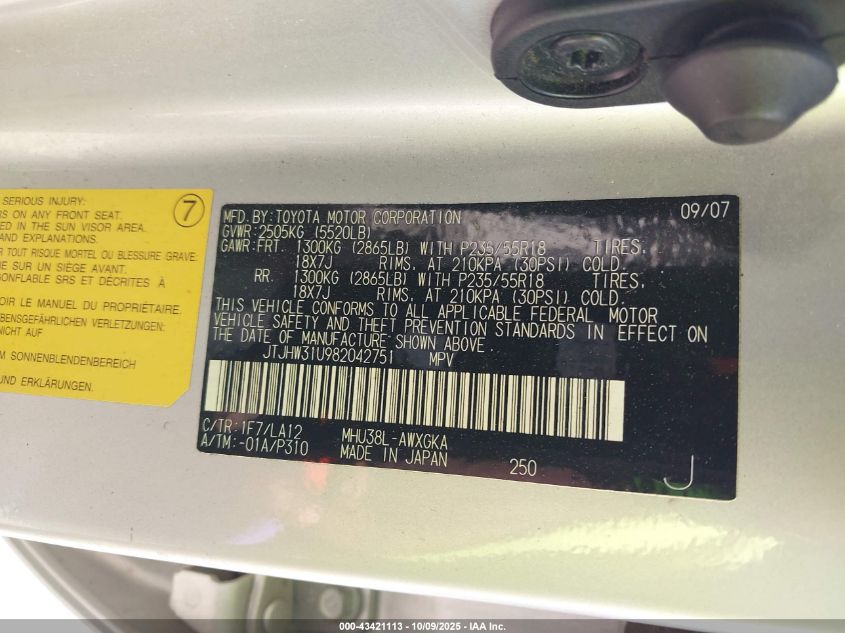 SERIOUS INJURY:
ON ANY FRONT SEAT.
IN THE SUN VISOR AREA.
AND EXPLANATIONS.
TOUT RISQUE MORTEL OU BLESSURE GRAVE:
SUR UN SIÈGE AVANT.
GONFLABLE SRS ET DÉCRITES À
OIR LE MANUEL DU PROPRIÉTAIRE.
EBENSGEFÄHRLICHEN VERLETZUNGEN:
NICHT AUF
M SONNENBLENDENBEREICH
ERKLÄRUNGEN.
7
MFD.BY:TOYOTA MOTOR CORPORATION 09/07
GVWR:2505KG (5520LB)
GAWR:FRT. 1300KG (2865LB) WITH P235/55R18 TIRES.
18X7J RIMS. AT 210KPA (30PSI) COLD.
RR. 1300KG (2865LB) WITH P235/55R18 TIRES.
18X7J RIMS. AT 210KPA (30PSI) COLD.
THIS VEHICLE CONFORMS TO ALL APPLICABLE FEDERAL MOTOR
VEHICLE SAFETY AND THEFT PREVENTION STANDARDS IN EFFECT ON
THE DATE OF MANUFACTURE SHOWN ABOVE.
JTJHW31U982042751 MPV
C/TR:1F7/LA12 MHU38L-AWXGKA
A/TM:-01A/P310 MADE IN JAPAN 250 J
000-43421113 - 10/09/2025 - IAA Inc.